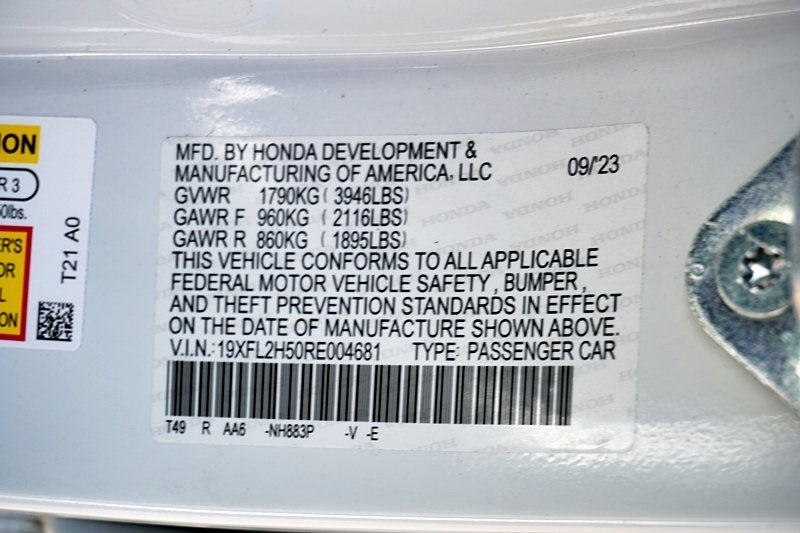 MFD. BY HONDA DEVELOPMENT &
MANUFACTURING OF AMERICA, LLC 09/'23
GVWR 1790KG ( 3946LBS)
GAWR F 960KG ( 2116LBS)
GAWR R 860KG ( 1895LBS)
THIS VEHICLE CONFORMS TO ALL APPLICABLE
FEDERAL MOTOR VEHICLE SAFETY , BUMPER ,
AND THEFT PREVENTION STANDARDS IN EFFECT
ON THE DATE OF MANUFACTURE SHOWN ABOVE.
V.I.N.: 19XFL2H50RE004681 TYPE: PASSENGER CAR
T49 R AA6 -NH883P -V -E
T21 A0